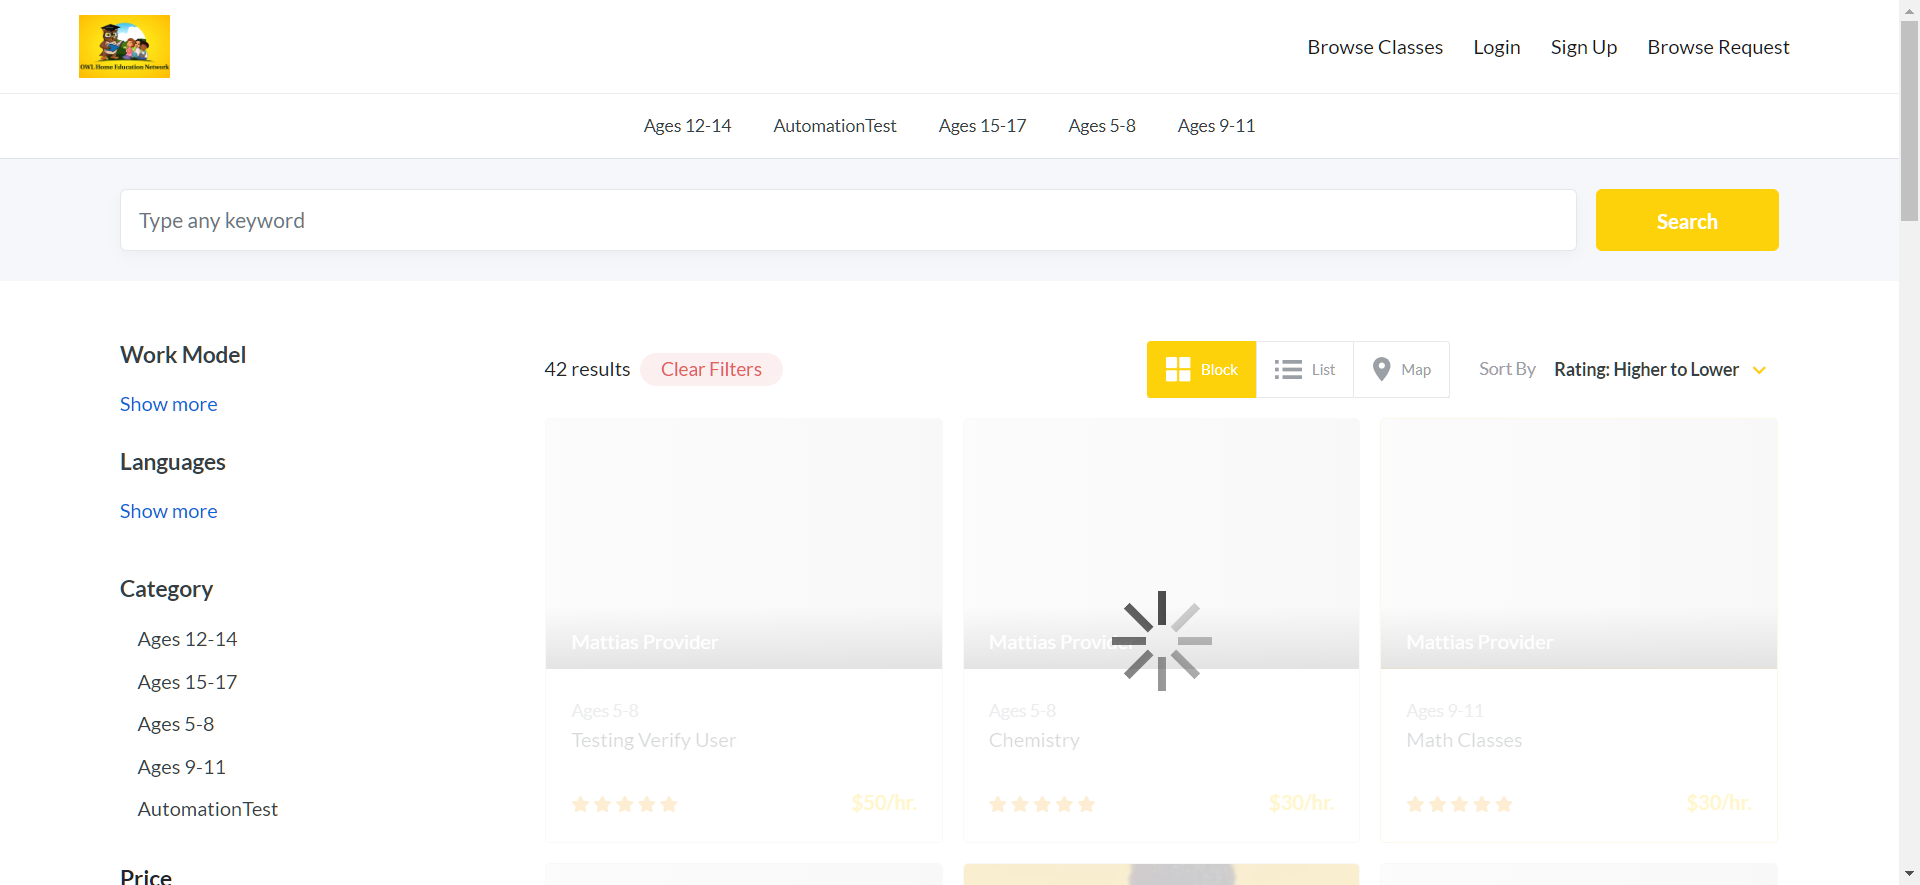 OWL Home Education Network
Browse Classes
Login
Sign Up
Browse Request
Ages 12-14
AutomationTest
Ages 15-17
Ages 5-8
Ages 9-11
Type any keyword
Search
Work Model
Show more
Languages
Show more
Category
Ages 12-14
Ages 15-17
Ages 5-8
Ages 9-11
AutomationTest
Price
42 results
Clear Filters
Block
List
Map
Sort By
Rating: Higher to Lower
Mattias Provider
Ages 5-8
Testing Verify User
$50/hr.
Mattias Provider
Ages 5-8
Chemistry
$30/hr.
Mattias Provider
Ages 9-11
Math Classes
$30/hr.